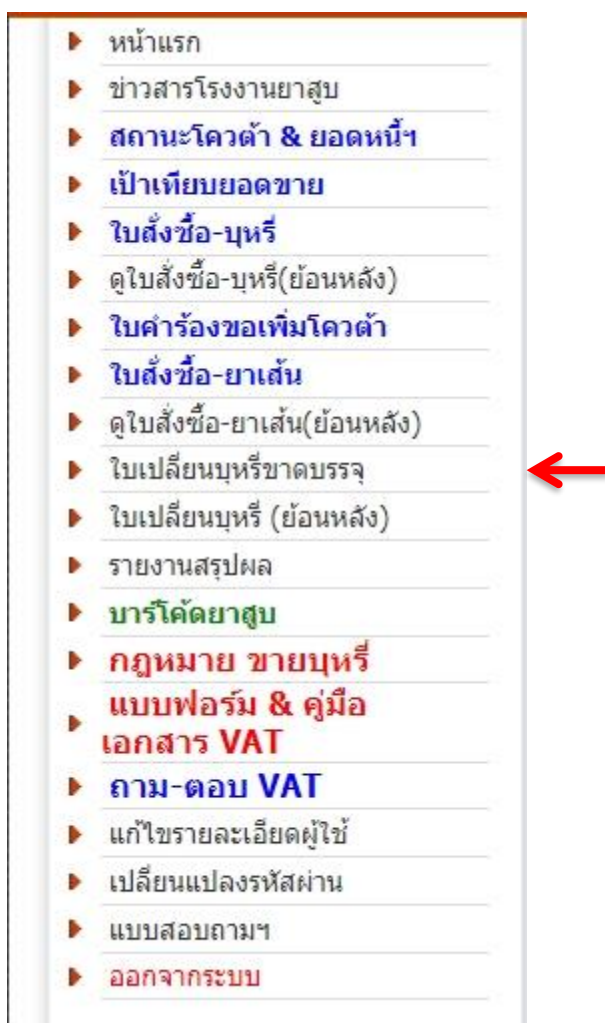 หน้าแรก
ข่าวสารโรงงานยาสูบ
สถานะโควต้า & ยอดหนี้ฯ
เป้าเทียบยอดขาย
ใบสั่งซื้อ-บุหรี่
ดูใบสั่งซื้อ-บุหรี่(ย้อนหลัง)
ใบคำร้องขอเพิ่มโควต้า
ใบสั่งซื้อ-ยาเส้น
ดูใบสั่งซื้อ-ยาเส้น(ย้อนหลัง)
ใบเปลี่ยนบุหรี่ขาดบรรจุ
ใบเปลี่ยนบุหรี่ (ย้อนหลัง)
รายงานสรุปผล
บาร์โค้ดยาสูบ
กฎหมาย ขายบุหรี่
แบบฟอร์ม & คู่มือ
เอกสาร VAT
ถาม-ตอบ VAT
แก้ไขรายละเอียดผู้ใช้
เปลี่ยนแปลงรหัสผ่าน
แบบสอบถามฯ
ออกจากระบบ